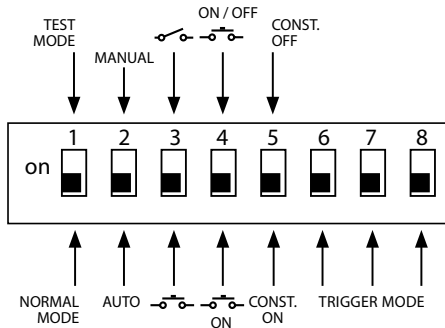 ON / OFF
TEST
MODE
CONST.
OFF
MANUAL
1 2 3 4 5 6 7 8
on
NORMAL
MODE
AUTO
ON
CONST.
ON
TRIGGER MODE